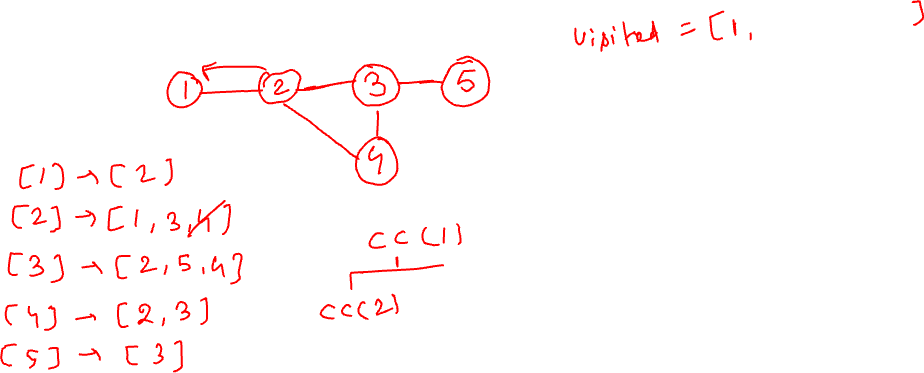 visited = [1, ]
1 2 3 5
4
[1] → [2]
[2] → [1, 3, 4]
[3] → [2, 5, 4]
[4] → [2, 3]
[5] → [3]
CC(1)
CC(2)